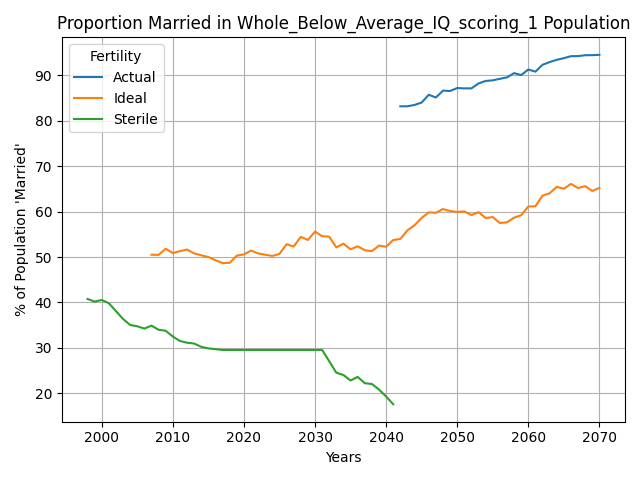 Proportion Married in Whole_Below_Average_IQ_scoring_1 Population
Fertility
Actual
Ideal
Sterile
% of Population 'Married'
90
80
70
60
50
40
30
20
2000 2010 2020 2030 2040 2050 2060 2070
Years